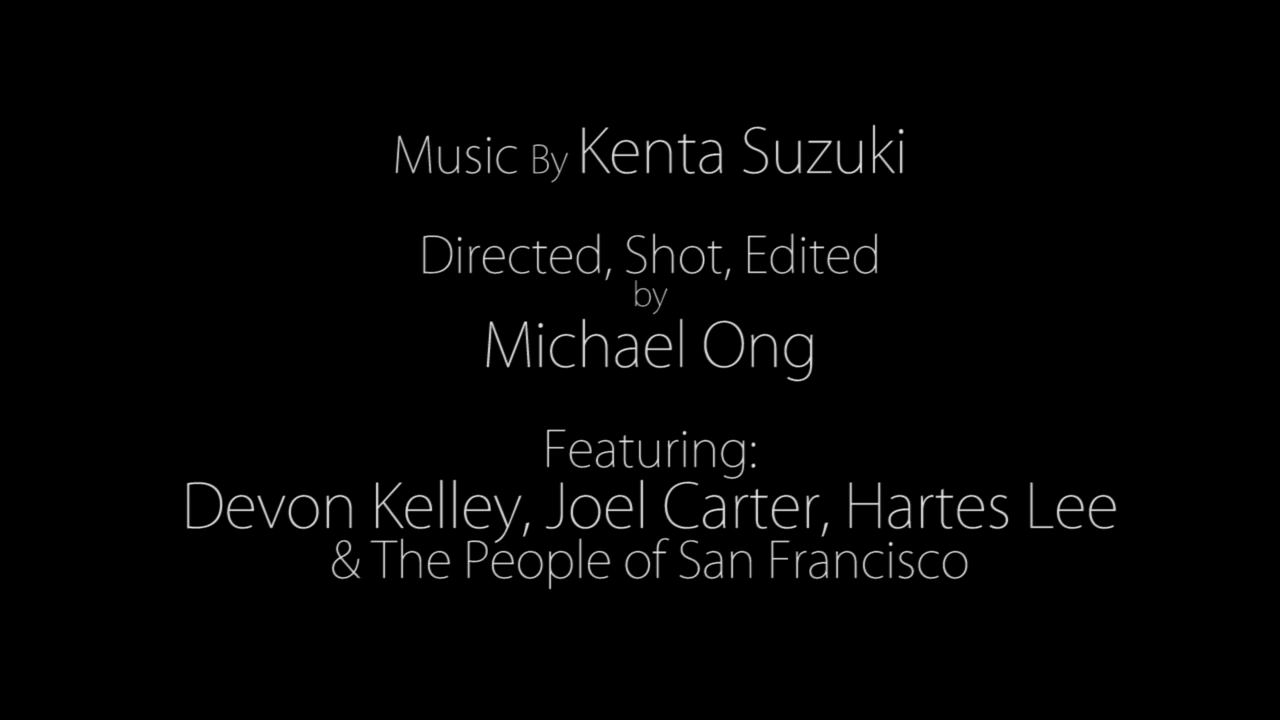 Music By Kenta Suzuki
Directed, Shot, Edited
by
Michael Ong
Featuring:
Devon Kelley, Joel Carter, Hartes Lee
& The People of San Francisco